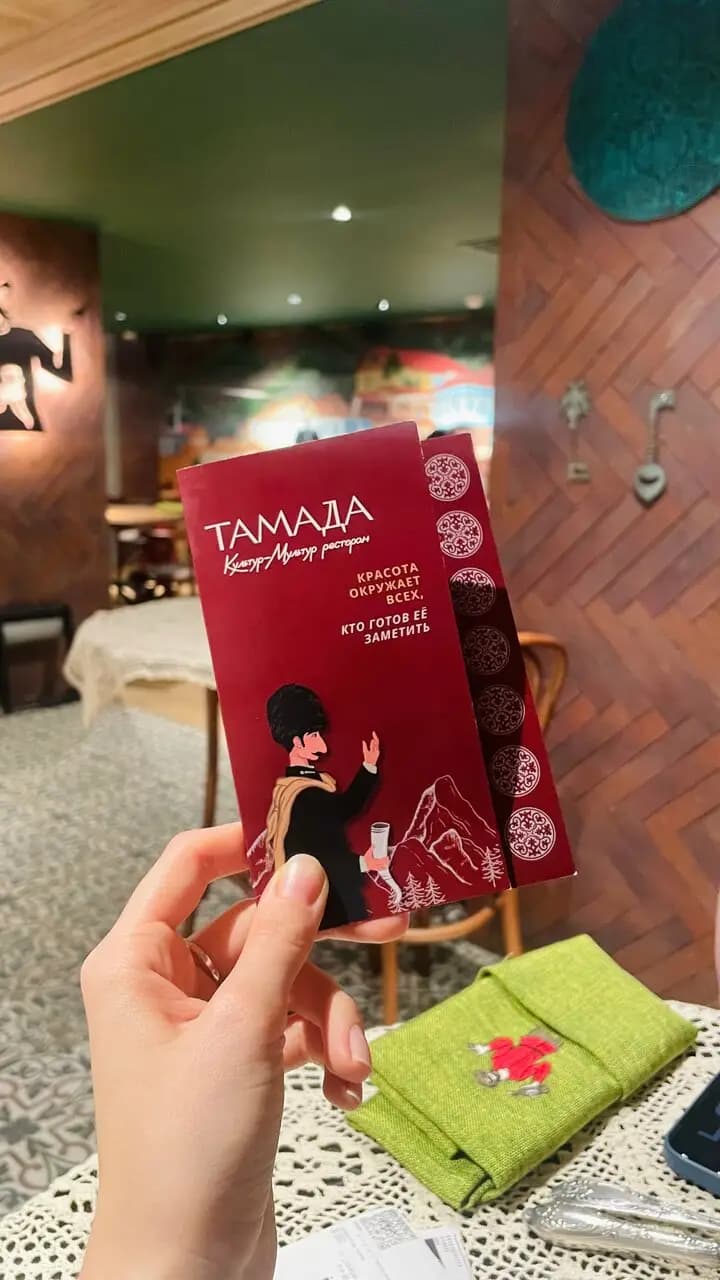 ТАМАДА
Культур-Мультур ресторан
КРАСОТА
ОКРУЖАЕТ
ВСЕХ,
КТО ГОТОВ ЕЁ
ЗАМЕТИТЬ